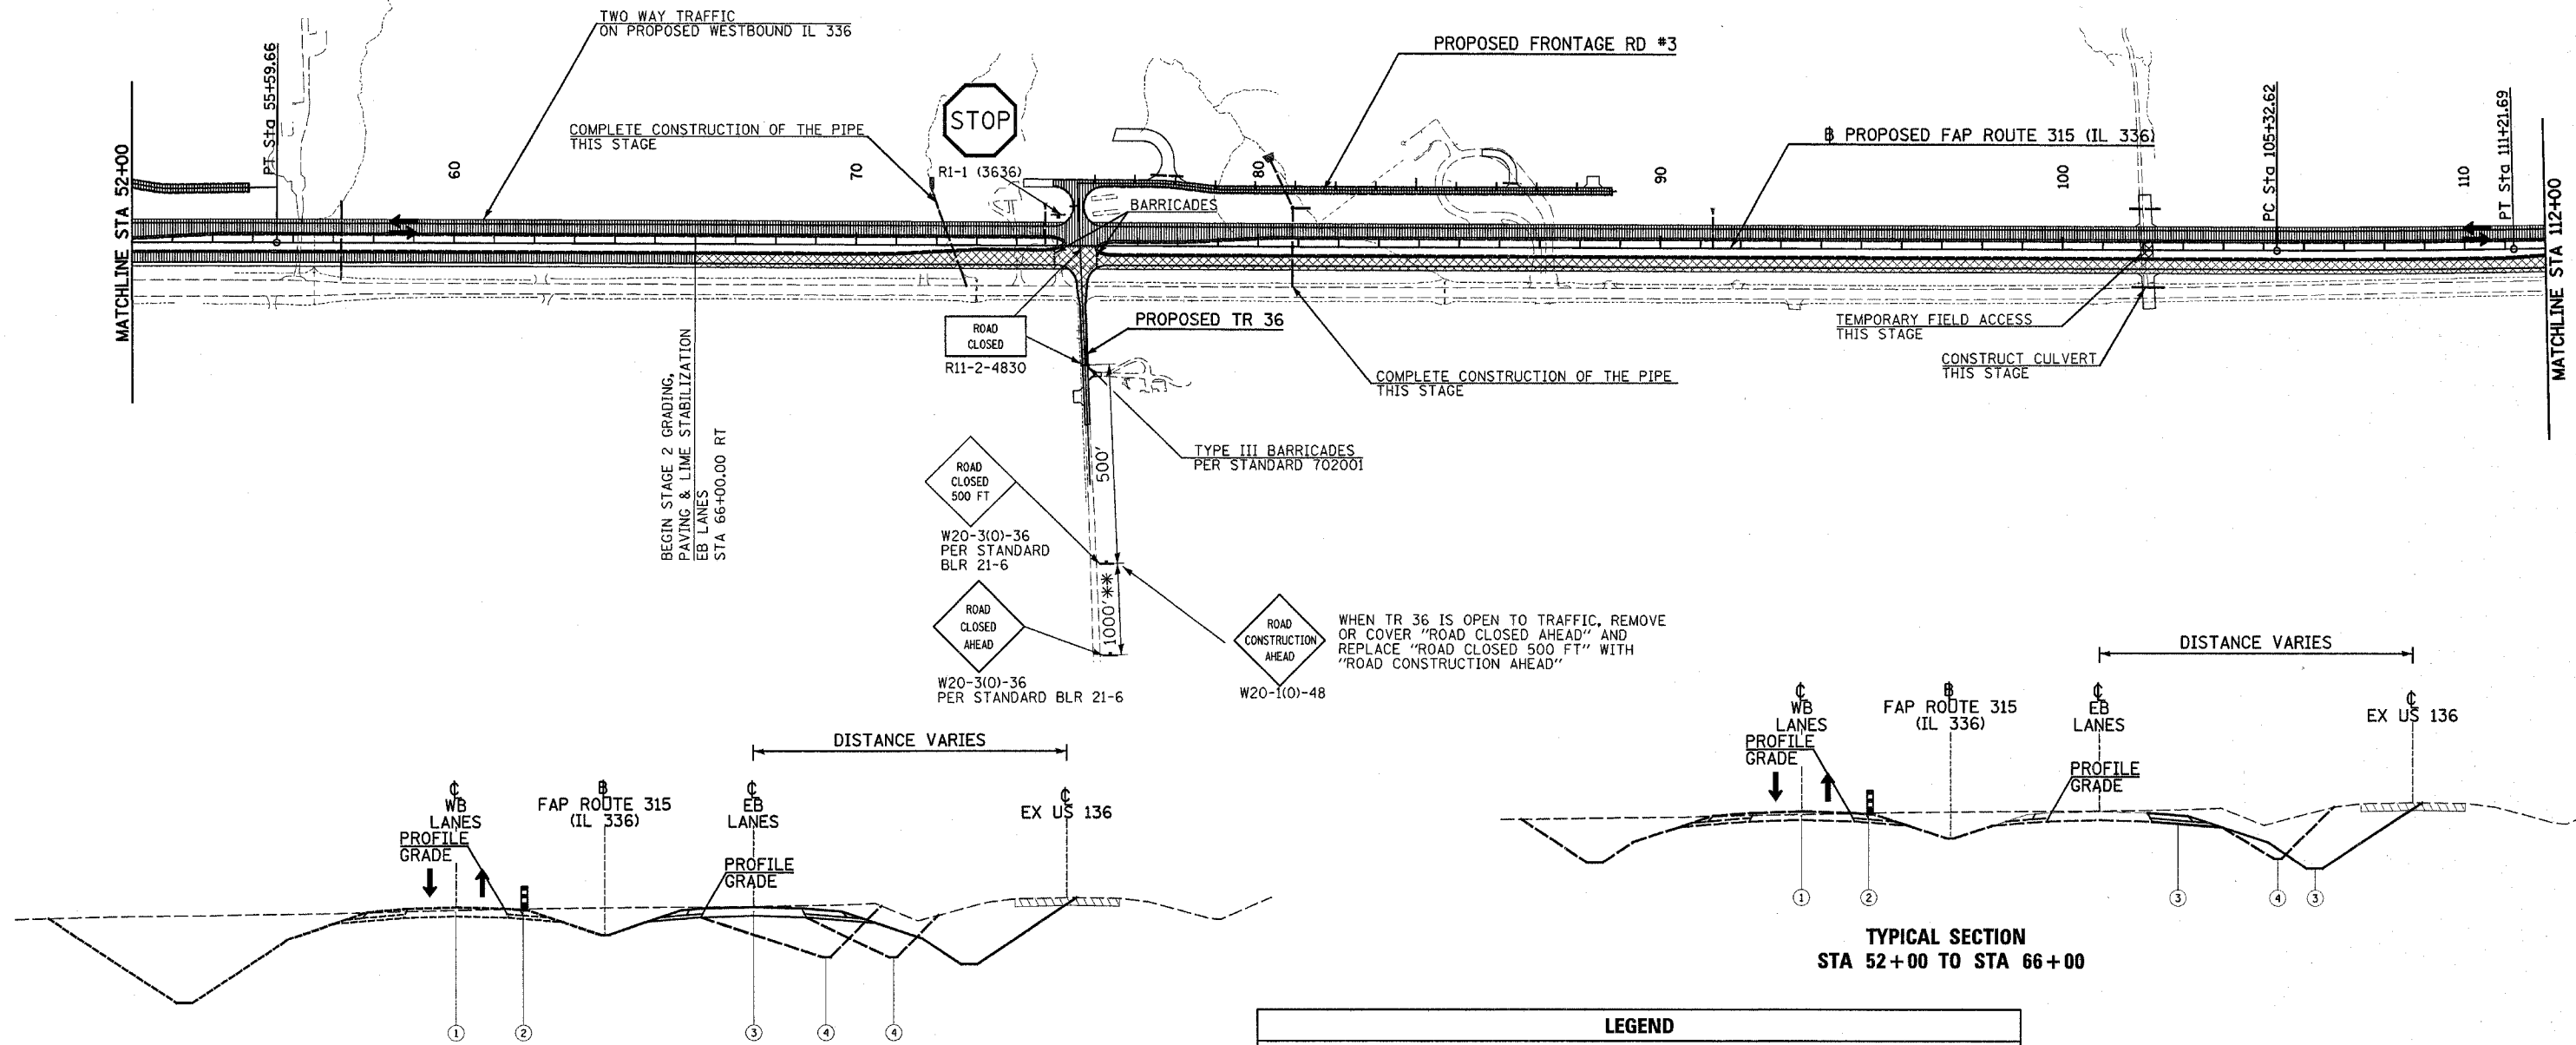 TWO WAY TRAFFIC
ON PROPOSED WESTBOUND IL 336
PROPOSED FRONTAGE RD #3
PT Sta 55+59.66
STOP
R1-1 (3636)
COMPLETE CONSTRUCTION OF THE PIPE
THIS STAGE
℔ PROPOSED FAP ROUTE 315 (IL 336)
PC Sta 105+32.62
PT Sta 111+21.69
MATCHLINE STA 52+00
60
70
80
90
100
110
MATCHLINE STA 112+00
BARRICADES
ROAD
CLOSED
R11-2-4830
PROPOSED TR 36
TEMPORARY FIELD ACCESS
THIS STAGE
CONSTRUCT CULVERT
THIS STAGE
COMPLETE CONSTRUCTION OF THE PIPE
THIS STAGE
BEGIN STAGE 2 GRADING,
PAVING & LIME STABILIZATION
EB LANES
STA 66+00.00 RT
TYPE III BARRICADES
PER STANDARD 702001
500'
ROAD
CLOSED
500 FT
W20-3(O)-36
PER STANDARD
BLR 21-6
1000'**
ROAD
CLOSED
AHEAD
W20-3(O)-36
PER STANDARD BLR 21-6
ROAD
CONSTRUCTION
AHEAD
W20-1(O)-48
WHEN TR 36 IS OPEN TO TRAFFIC, REMOVE
OR COVER "ROAD CLOSED AHEAD" AND
REPLACE "ROAD CLOSED 500 FT" WITH
"ROAD CONSTRUCTION AHEAD"
DISTANCE VARIES
℄
WB
LANES
PROFILE
GRADE
FAP ROUTE 315
(IL 336)
℄
EB
LANES
PROFILE
GRADE
℄
EX US 136
1
2
3
4
4
DISTANCE VARIES
℄
WB
LANES
PROFILE
GRADE
FAP ROUTE 315
(IL 336)
℄
EB
LANES
PROFILE
GRADE
℄
EX US 136
1
2
3
4
3
TYPICAL SECTION
STA 52+00 TO STA 66+00
LEGEND